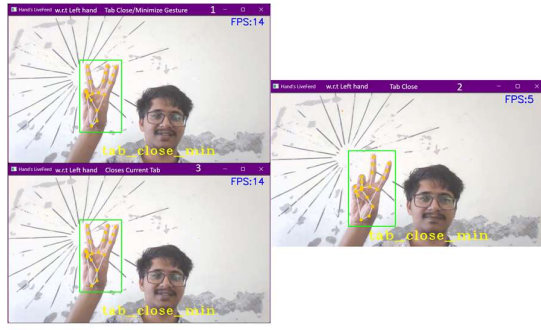 Hand's LiveFeed w.r.t Left hand Tab Close/Minimize Gesture 1
FPS:14
tab_close_min
Hand's LiveFeed w.r.t Left hand Tab Close 2
FPS:5
tab_close_min
Hand's LiveFeed w.r.t Left hand Closes Current Tab 3
FPS:14
tab_close_min